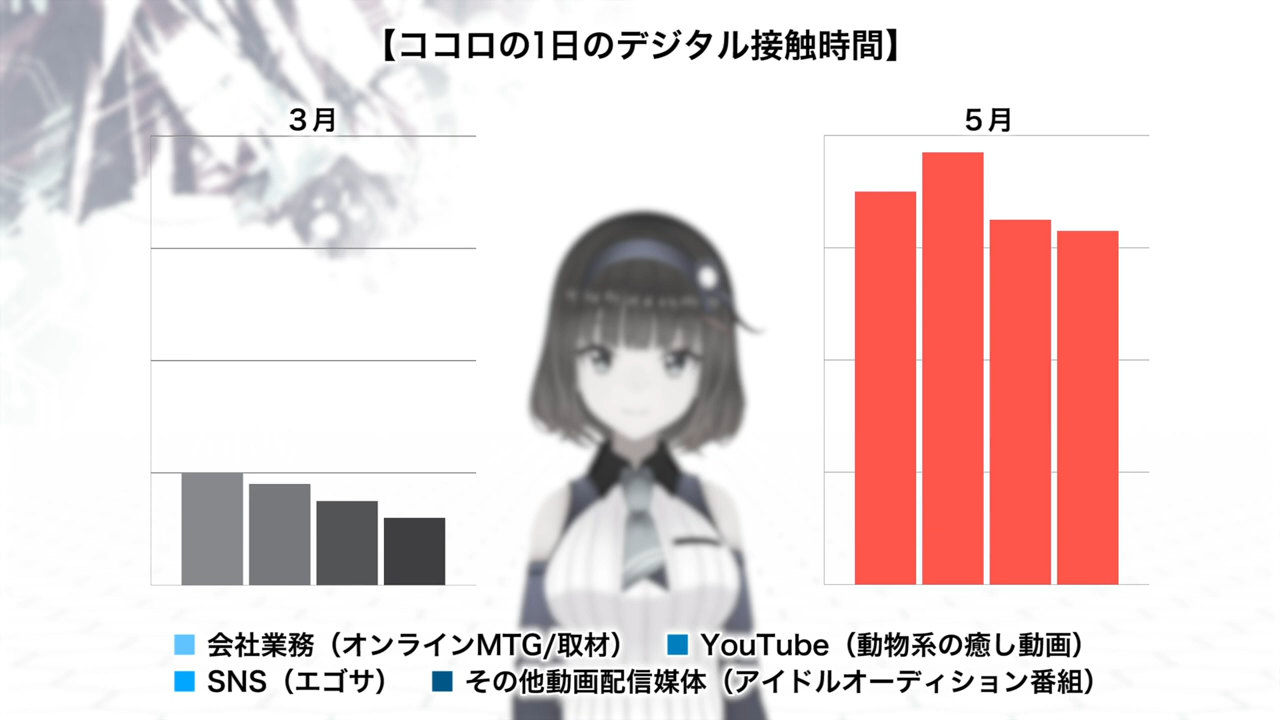 【ココロの1日のデジタル接触時間】
３月
５月
会社業務（オンラインMTG/取材）
YouTube（動物系の癒し動画）
SNS（エゴサ）
その他動画配信媒体（アイドルオーディション番組）